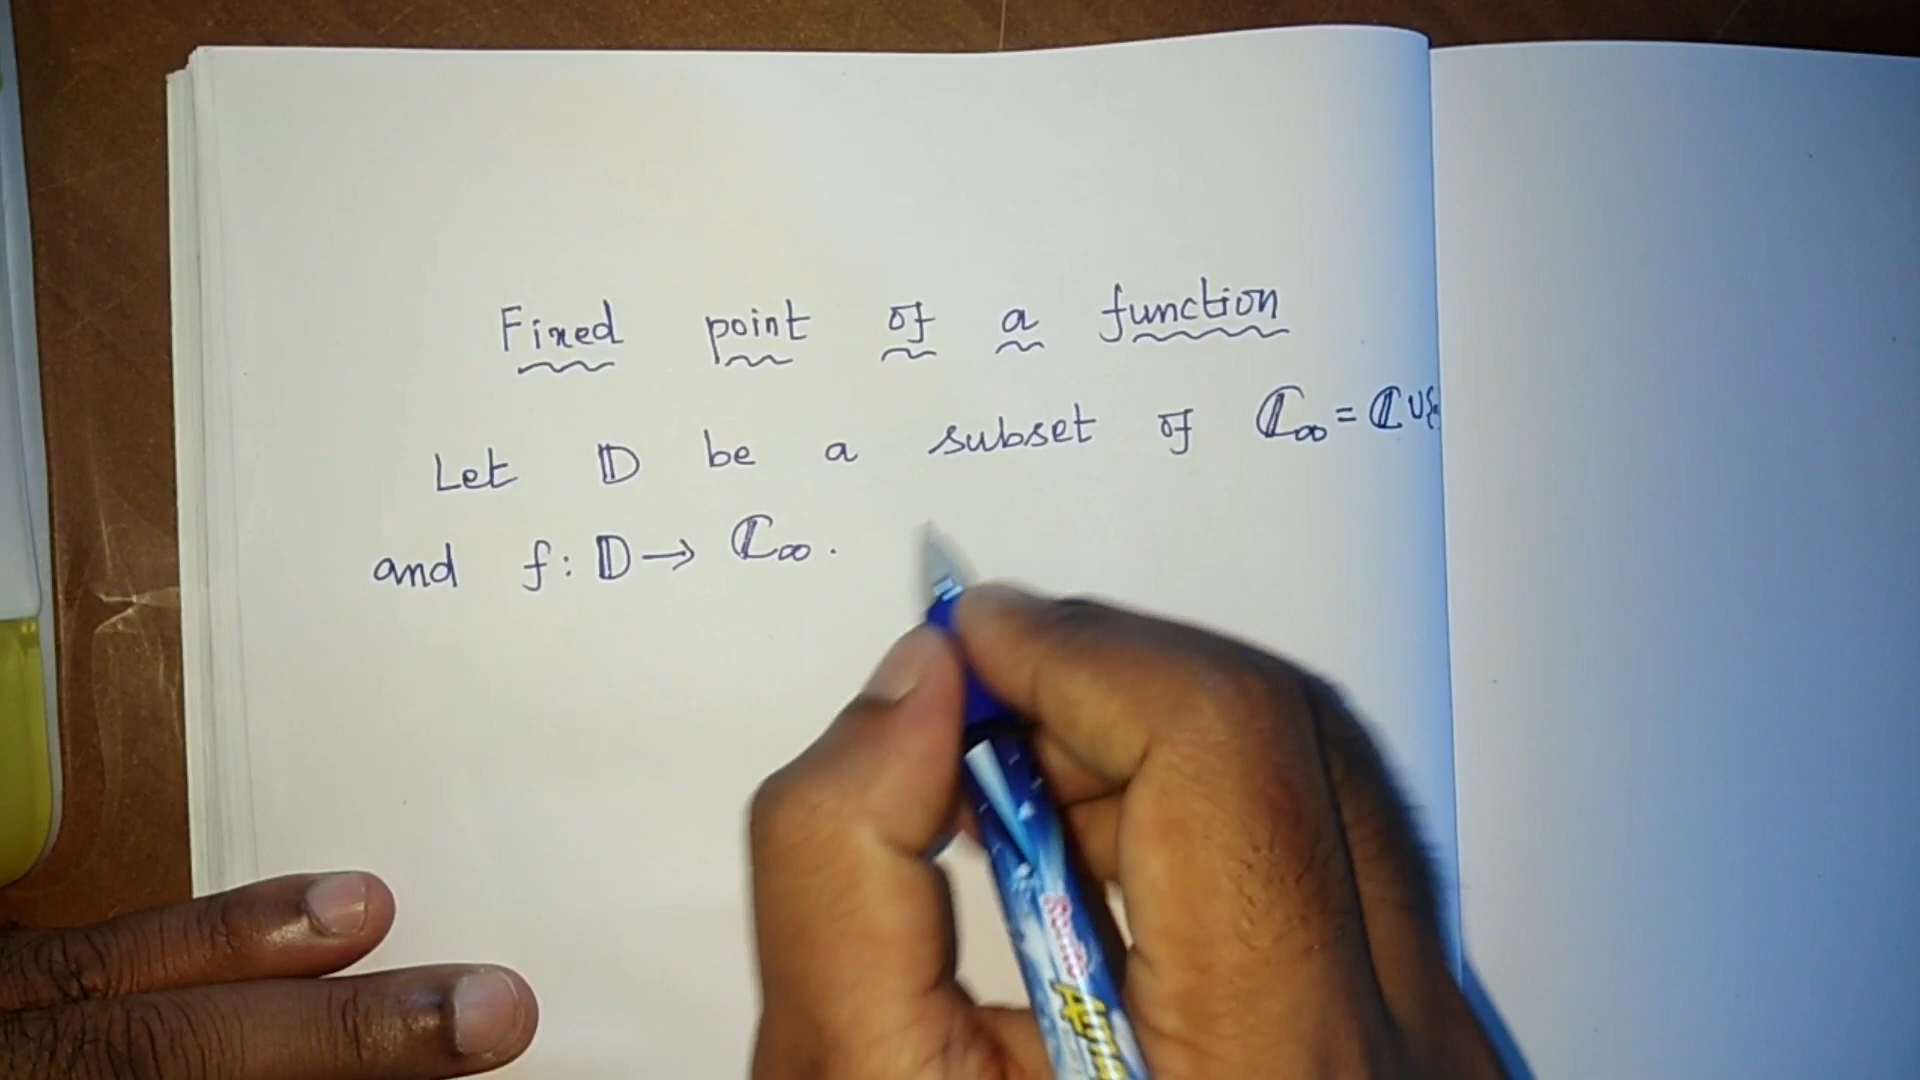 Fixed point of a function
Let 𝔻 be a subset of ℂ∞ = ℂ ∪ {
and f : 𝔻 → ℂ∞.